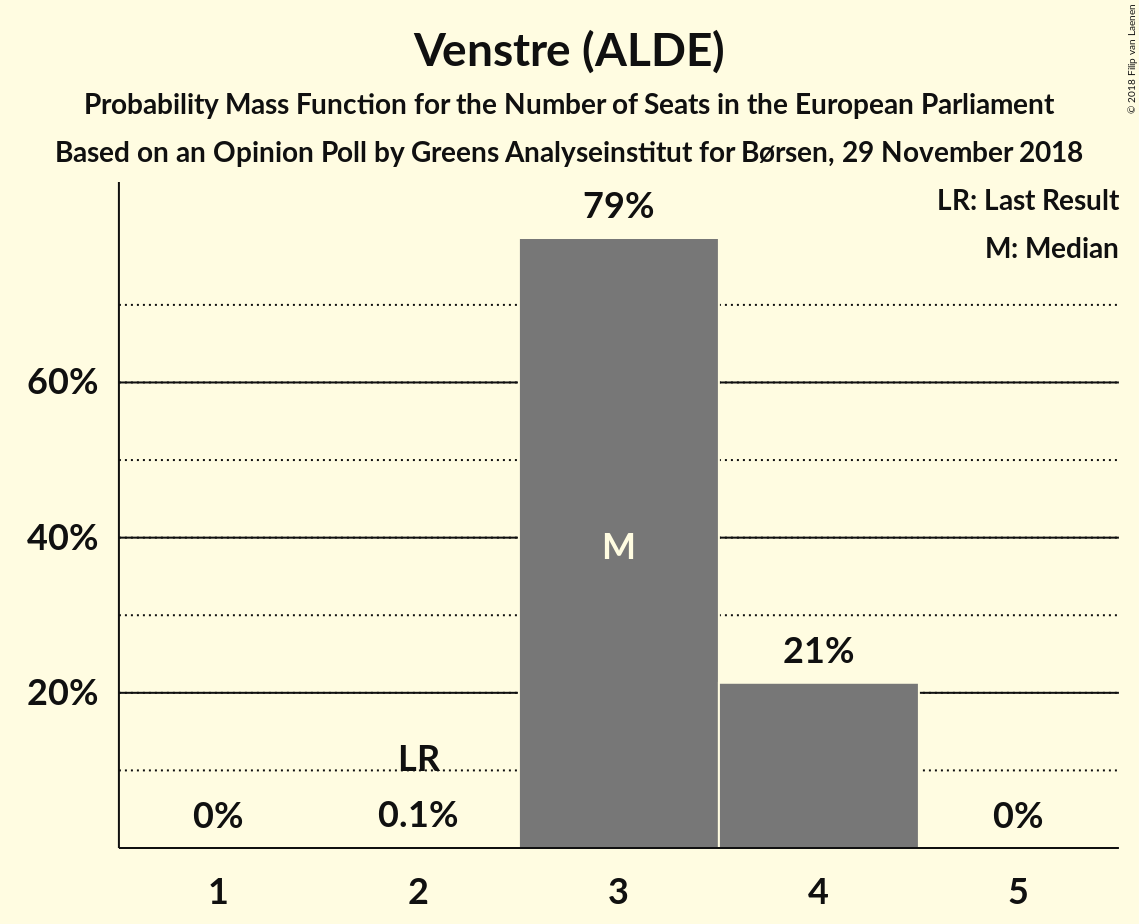 Venstre (ALDE)
Probability Mass Function for the Number of Seats in the European Parliament
Based on an Opinion Poll by Greens Analyseinstitut for Børsen, 29 November 2018
© 2018 Filip van Laenen
LR: Last Result
M: Median
79%
60%
40%
M
21%
20%
LR
0%
0.1%
0%
1 2 3 4 5